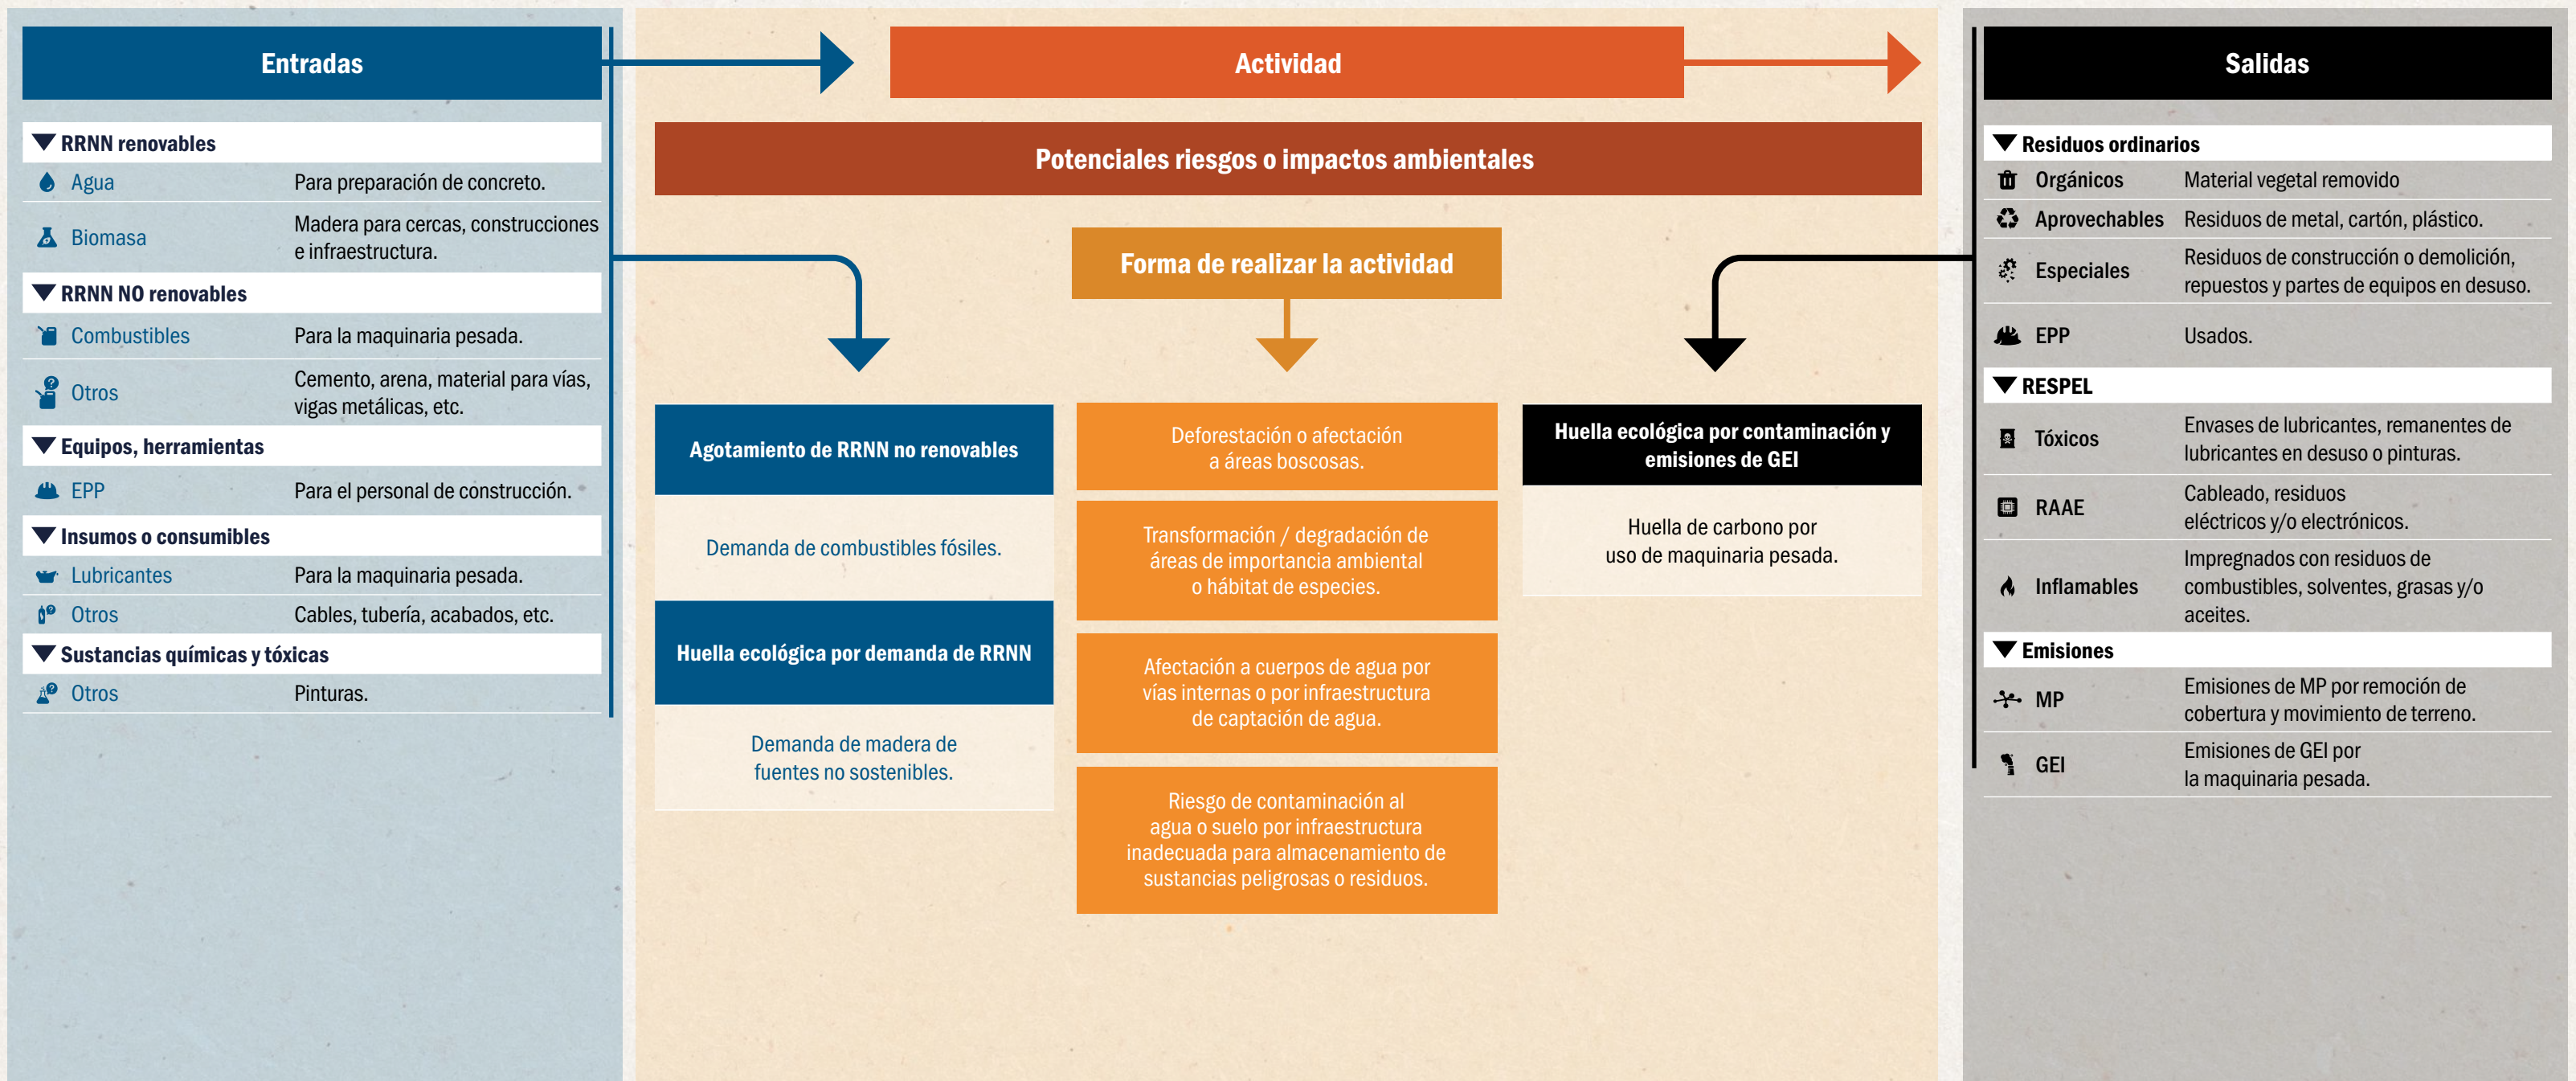 Entradas
RRNN renovables
Agua
Para preparación de concreto.
Biomasa
Madera para cercas, construcciones
e infraestructura.
RRNN NO renovables
Combustibles
Para la maquinaria pesada.
Otros
Cemento, arena, material para vías,
vigas metálicas, etc.
Equipos, herramientas
EPP
Para el personal de construcción.
Insumos o consumibles
Lubricantes
Para la maquinaria pesada.
Otros
Cables, tubería, acabados, etc.
Sustancias químicas y tóxicas
Otros
Pinturas.
Actividad
Potenciales riesgos o impactos ambientales
Forma de realizar la actividad
Agotamiento de RRNN no renovables
Demanda de combustibles fósiles.
Huella ecológica por demanda de RRNN
Demanda de madera de
fuentes no sostenibles.
Deforestación o afectación
a áreas boscosas.
Transformación / degradación de
áreas de importancia ambiental
o hábitat de especies.
Afectación a cuerpos de agua por
vías internas o por infraestructura
de captación de agua.
Riesgo de contaminación al
agua o suelo por infraestructura
inadecuada para almacenamiento de
sustancias peligrosas o residuos.
Huella ecológica por contaminación y
emisiones de GEI
Huella de carbono por
uso de maquinaria pesada.
Salidas
Residuos ordinarios
Orgánicos
Material vegetal removido
Aprovechables
Residuos de metal, cartón, plástico.
Especiales
Residuos de construcción o demolición,
repuestos y partes de equipos en desuso.
EPP
Usados.
RESPEL
Tóxicos
Envases de lubricantes, remanentes de
lubricantes en desuso o pinturas.
RAAE
Cableado, residuos
eléctricos y/o electrónicos.
Inflamables
Impregnados con residuos de
combustibles, solventes, grasas y/o
aceites.
Emisiones
MP
Emisiones de MP por remoción de
cobertura y movimiento de terreno.
GEI
Emisiones de GEI por
la maquinaria pesada.